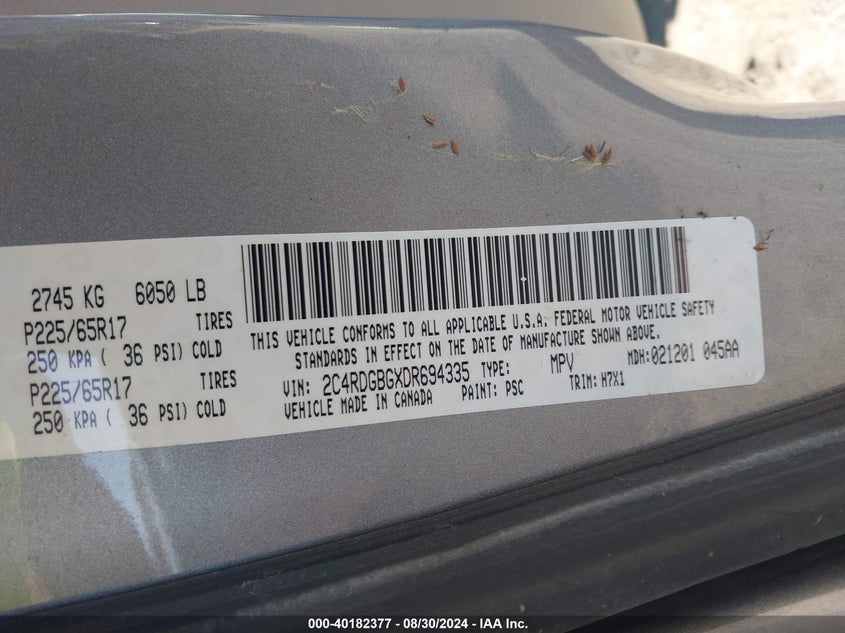 2745 KG 6050 LB
P225/65R17 TIRES
250 KPA ( 36 PSI) COLD
P225/65R17 TIRES
250 KPA ( 36 PSI) COLD
THIS VEHICLE CONFORMS TO ALL APPLICABLE U.S.A. FEDERAL MOTOR VEHICLE SAFETY
STANDARDS IN EFFECT ON THE DATE OF MANUFACTURE SHOWN ABOVE.
VIN: 2C4RDGBGXDR694335 TYPE: MPV MDH:021201 045AA
VEHICLE MADE IN CANADA PAINT: PSC TRIM: H7X1
000-40182377 - 08/30/2024 - IAA Inc.